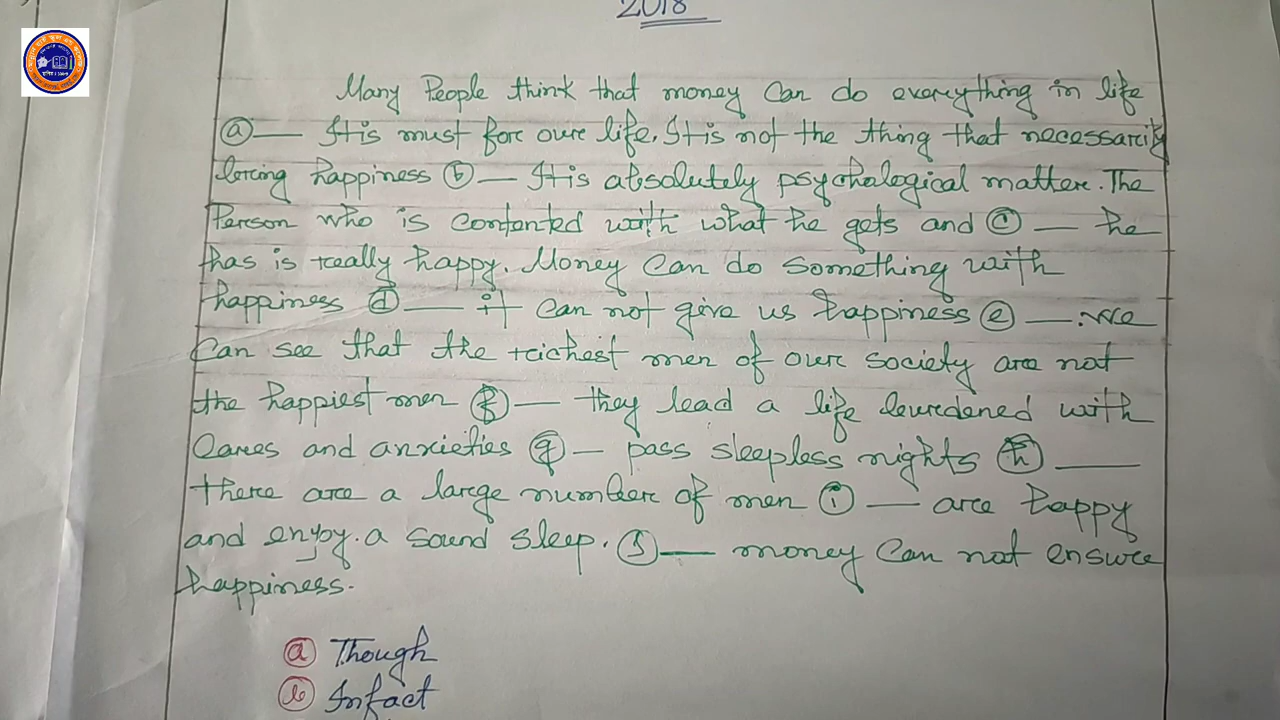 2018
Many People think that money can do everything in life
(a) — It is must for our life. It is not the thing that necessarily
bring happiness (b) — It is absolutely psychological matter. The
Person who is contented with what he gets and (c) — he
has is really happy. Money can do something with
happiness (d) — it can not give us happiness (e) —. We
can see that the richest men of our society are not
the happiest men (f) — they lead a life burdened with
cares and anxieties (g) — pass sleepless nights (h) —
there are a large number of men (i) — are happy
and enjoy a sound sleep. (j) — money can not ensure
happiness.
(a) Though
(b) Infact